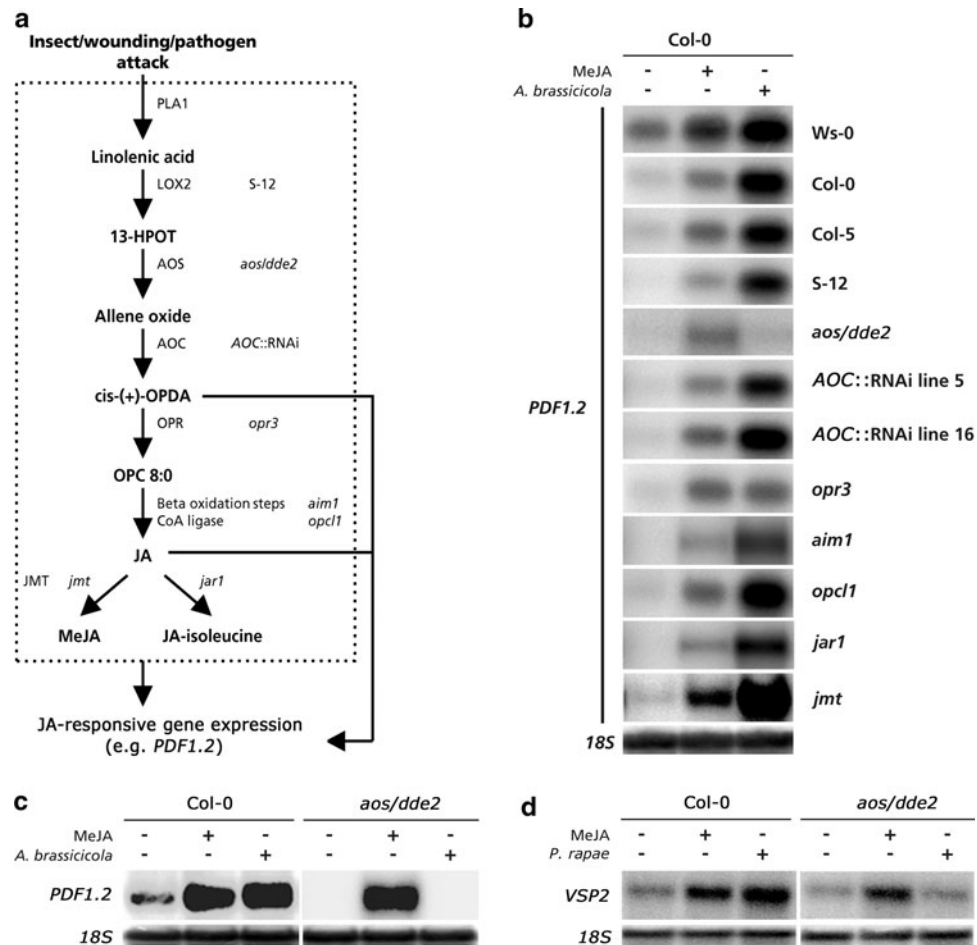 a
Insect/wounding/pathogen
attack
PLA1
Linolenic acid
LOX2 S-12
13-HPOT
AOS aos/dde2
Allene oxide
AOC AOC::RNAi
cis-(+)-OPDA
OPR opr3
OPC 8:0
Beta oxidation steps aim1
CoA ligase opcl1
JA
JMT jmt jar1
MeJA JA-isoleucine
JA-responsive gene expression
(e.g. PDF1.2)
b
Col-0
MeJA - + -
A. brassicicola - - +
Ws-0
Col-0
Col-5
S-12
aos/dde2
AOC::RNAi line 5
PDF1.2
AOC::RNAi line 16
opr3
aim1
opcl1
jar1
jmt
18S
c
Col-0 aos/dde2
MeJA - + - - + -
A. brassicicola - - + - - +
PDF1.2
18S
d
Col-0 aos/dde2
MeJA - + - - + -
P. rapae - - + - - +
VSP2
18S